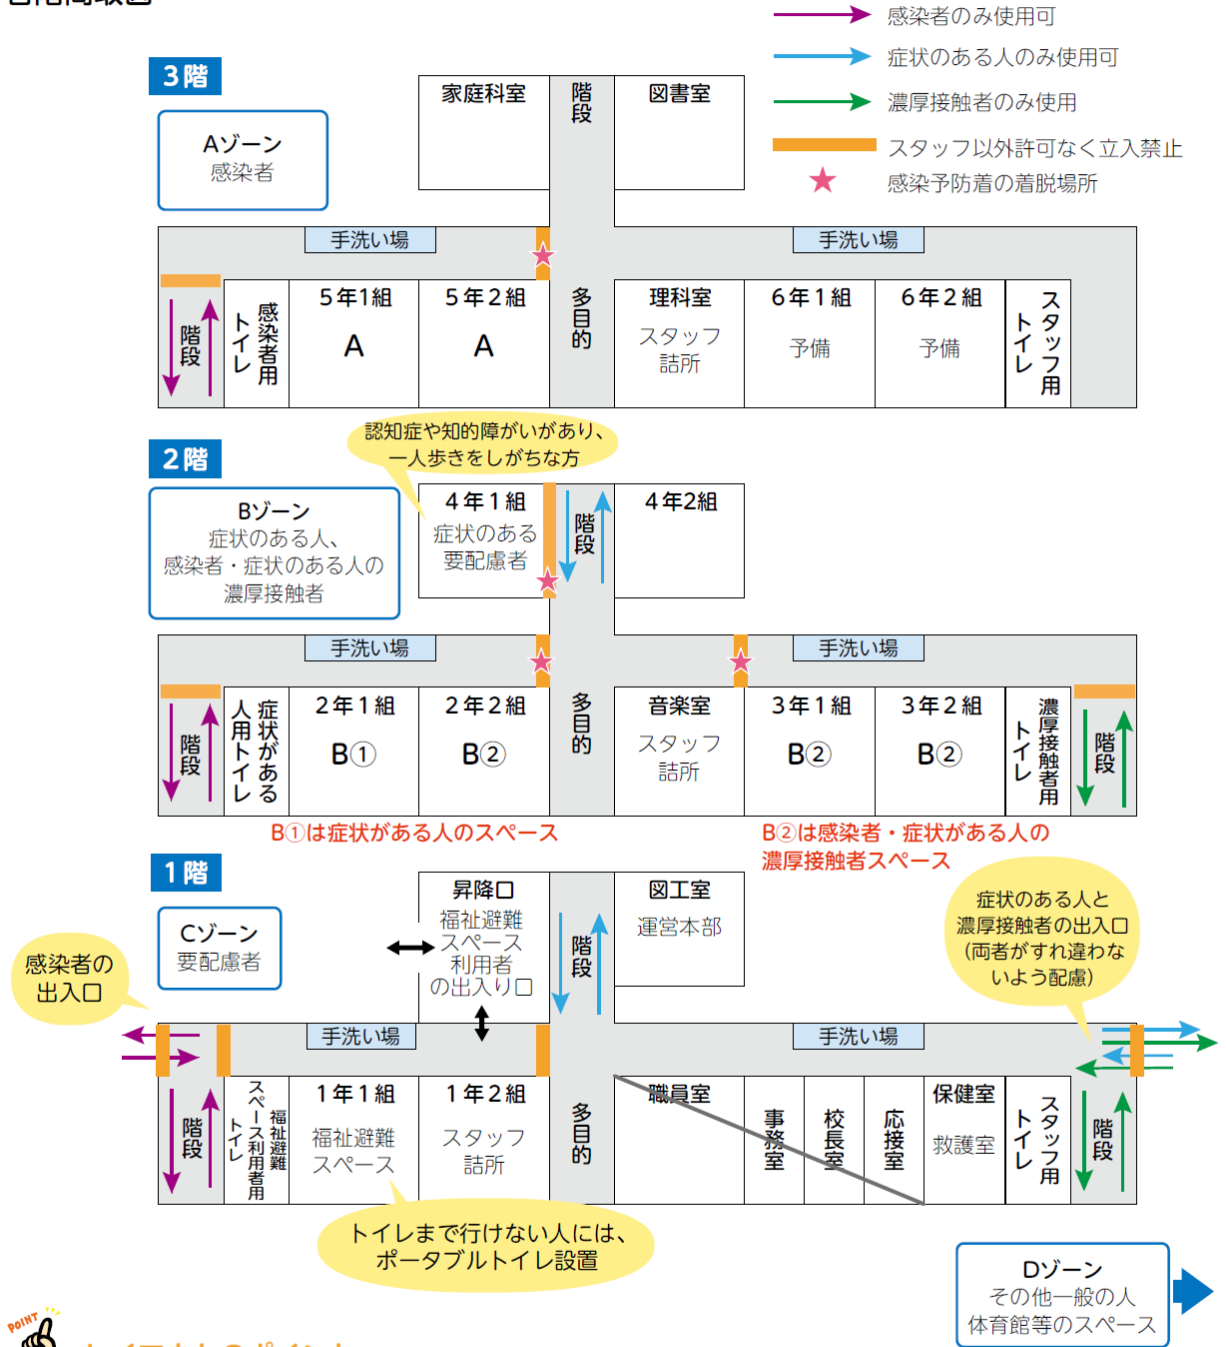 感染者のみ使用可
症状のある人のみ使用可
濃厚接触者のみ使用
スタッフ以外許可なく立入禁止
感染予防着の着脱場所
3階
Aゾーン
感染者
家庭科室
階段
図書室
手洗い場
手洗い場
階段
感染者用
トイレ
5年1組
A
5年2組
A
多目的
理科室
スタッフ
詰所
6年1組
予備
6年2組
予備
スタッフ用
トイレ
認知症や知的障がいがあり、
一人歩きをしがちな方
2階
Bゾーン
症状のある人、
感染者・症状のある人の
濃厚接触者
4年1組
症状のある
要配慮者
階段
4年2組
手洗い場
手洗い場
階段
症状がある
人用トイレ
2年1組
B①
2年2組
B②
多目的
音楽室
スタッフ
詰所
3年1組
B②
3年2組
B②
濃厚接触者用
トイレ
階段
B①は症状がある人のスペース
B②は感染者・症状がある人の
濃厚接触者スペース
1階
Cゾーン
要配慮者
感染者の
出入口
昇降口
福祉避難
スペース
利用者
の出入り口
階段
図工室
運営本部
症状のある人と
濃厚接触者の出入口
(両者がすれ違わな
いよう配慮)
手洗い場
手洗い場
階段
福祉避難
スペース利用者用
トイレ
1年1組
福祉避難
スペース
1年2組
スタッフ
詰所
多目的
職員室
事務室
校長室
応接室
保健室
救護室
スタッフ用
トイレ
階段
トイレまで行けない人には、
ポータブルトイレ設置
Dゾーン
その他一般の人
体育館等のスペース
POINT